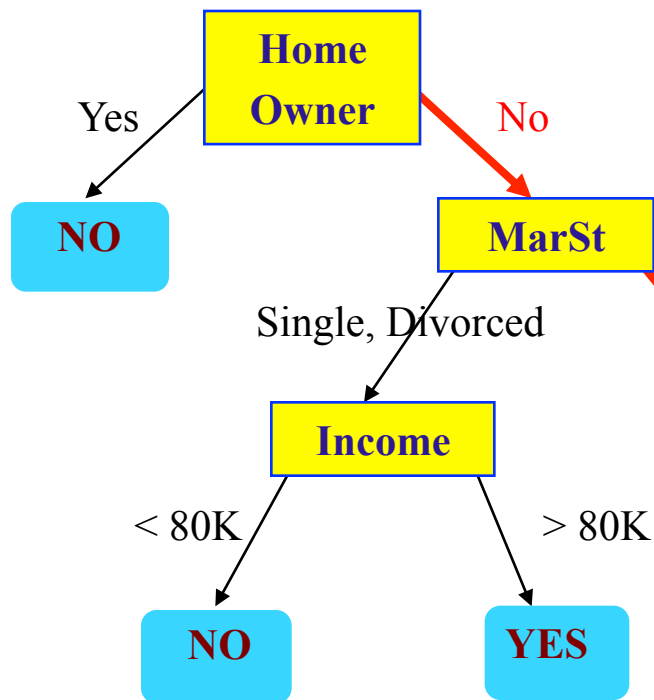 Home
Owner
Yes
No
NO
MarSt
Single, Divorced
Income
< 80K
> 80K
NO
YES